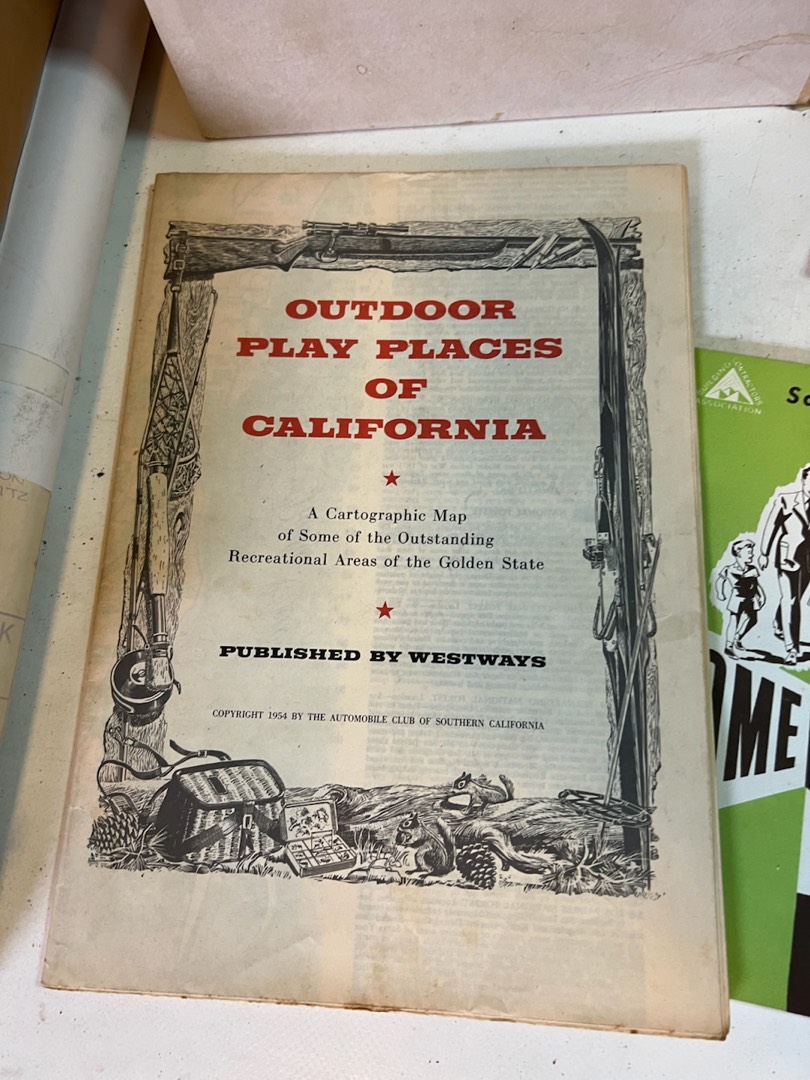 OUTDOOR
PLAY PLACES
OF
CALIFORNIA
A Cartographic Map
of Some of the Outstanding
Recreational Areas of the Golden State
PUBLISHED BY WESTWAYS
COPYRIGHT 1954 BY THE AUTOMOBILE CLUB OF SOUTHERN CALIFORNIA
ASSOCIATION